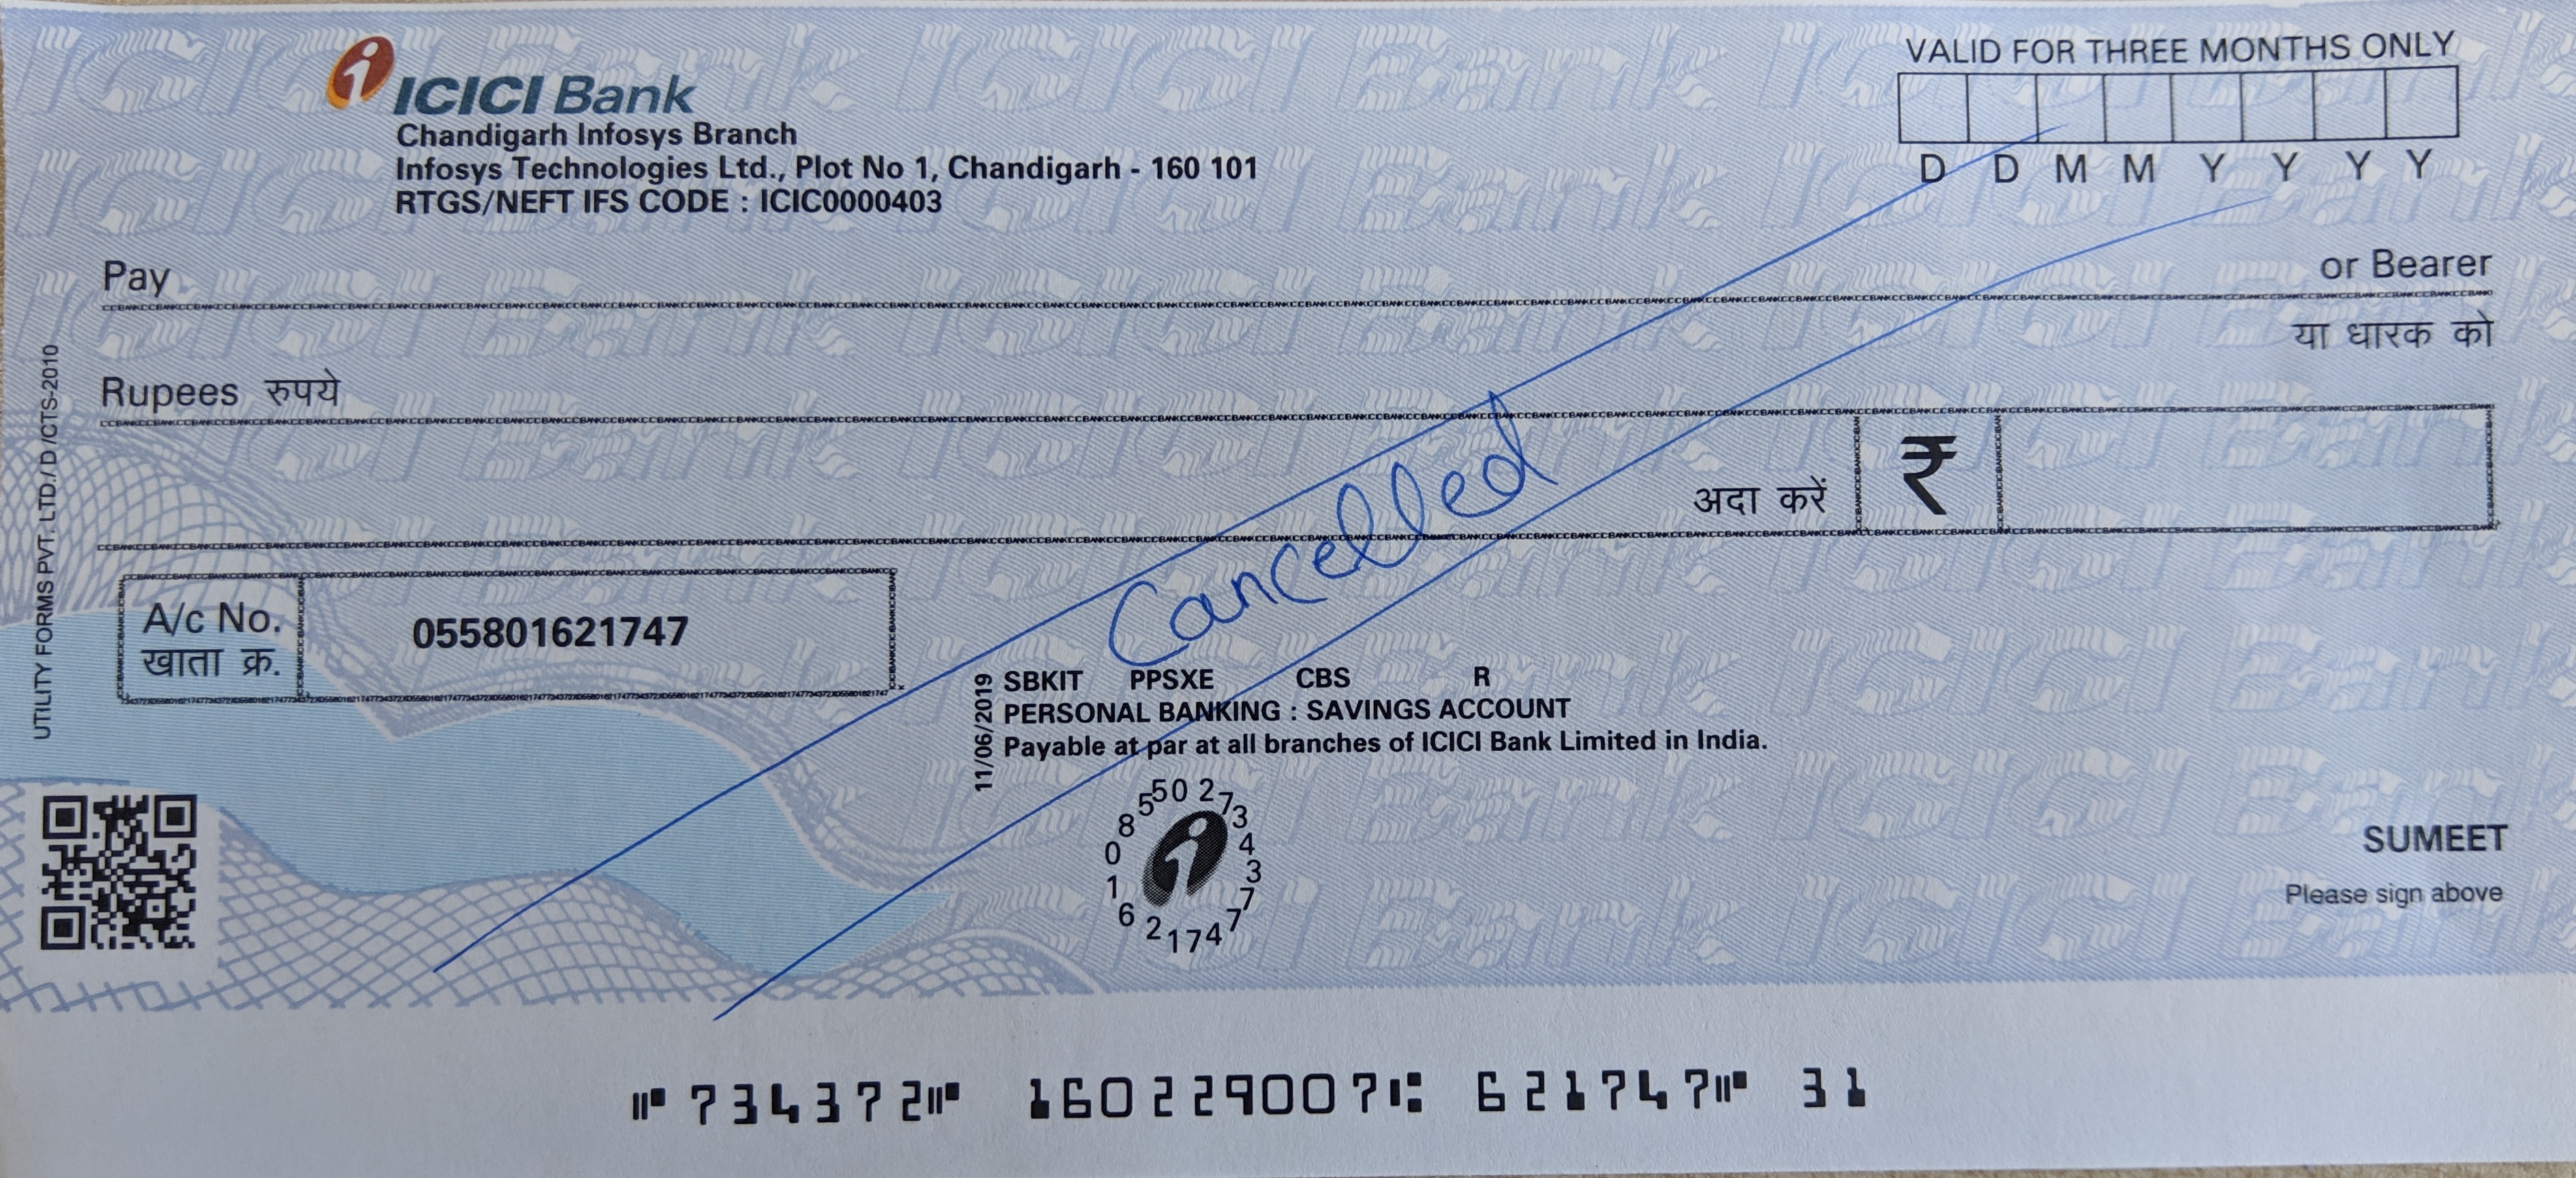 ICICI Bank
Chandigarh Infosys Branch
Infosys Technologies Ltd., Plot No 1, Chandigarh - 160 101
RTGS/NEFT IFS CODE : ICIC0000403
VALID FOR THREE MONTHS ONLY
D D M M Y Y Y Y
Pay
or Bearer
या धारक को
Rupees रुपये
अदा करें ₹
Cancelled
UTILITY FORMS PVT. LTD./ D /CTS-2010
A/c No.
खाता क्र.
055801621747
11/06/2019
SBKIT PPSXE CBS R
PERSONAL BANKING : SAVINGS ACCOUNT
Payable at par at all branches of ICICI Bank Limited in India.
055801621747734372
SUMEET
Please sign above
⑈734372⑈ 160229007⑆ 621747⑈ 31